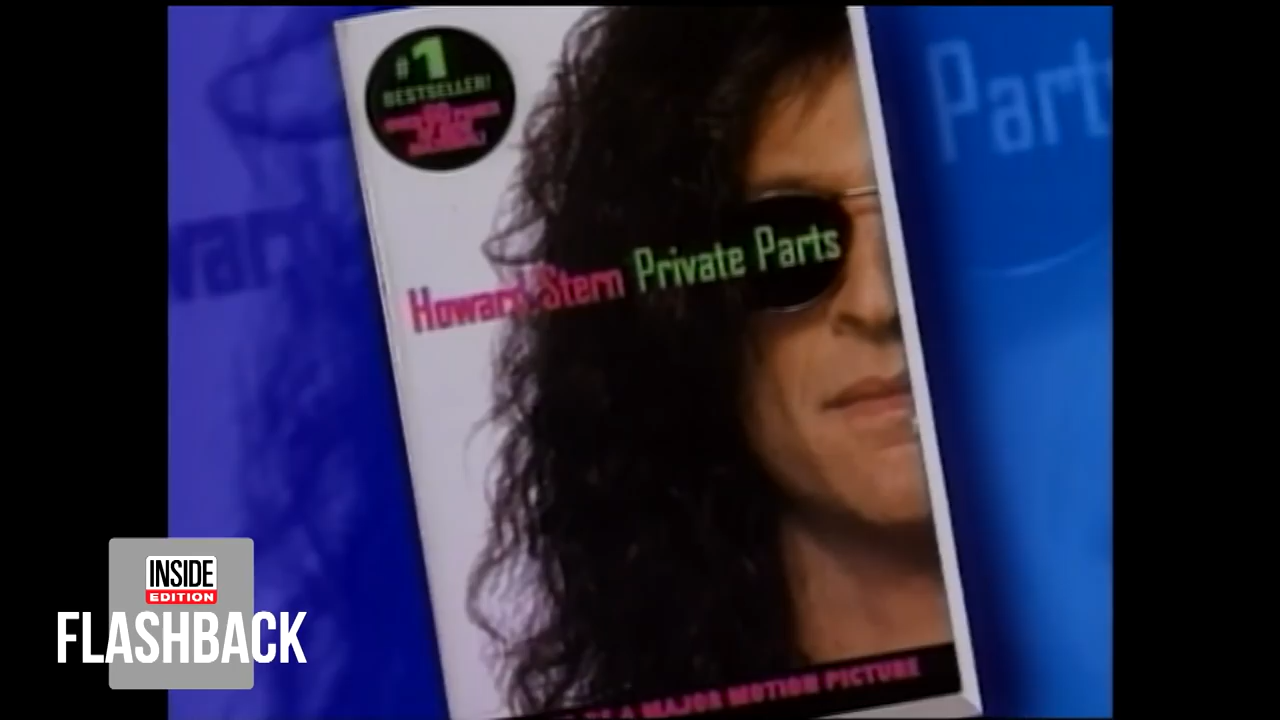 #1
BESTSELLER!
Howard Stern Private Parts
A MAJOR MOTION PICTURE
Part
INSIDE
EDITION
FLASHBACK